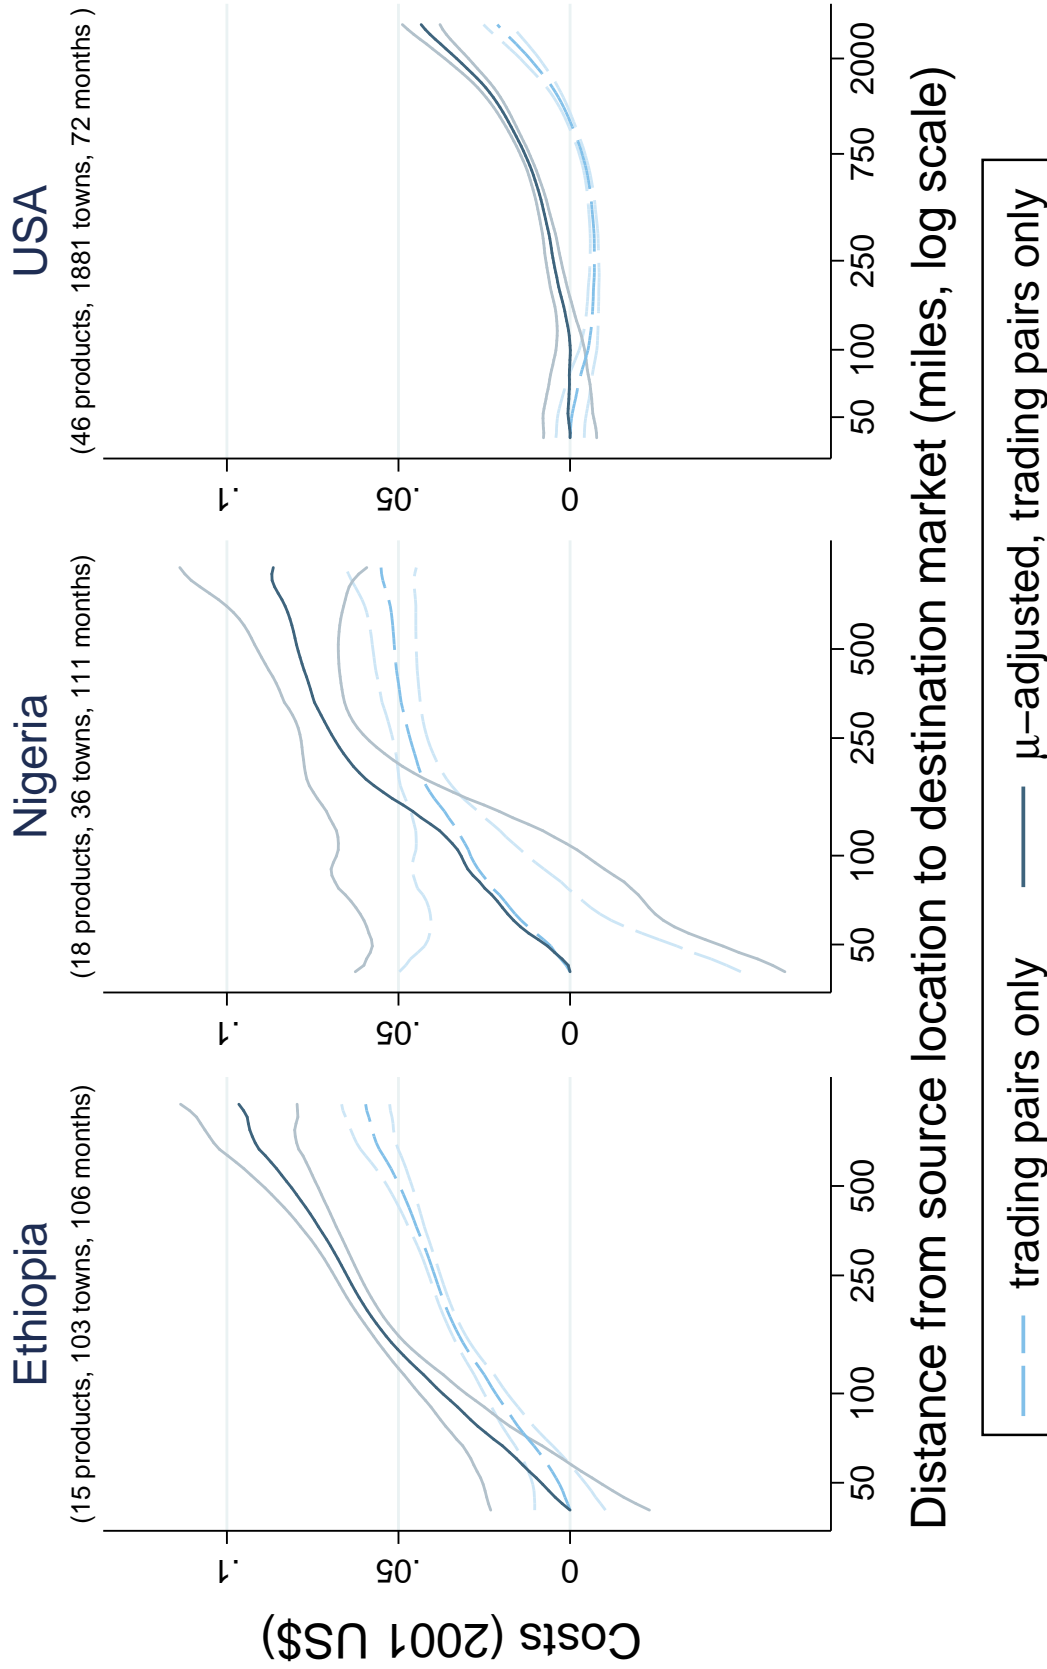 Ethiopia
(15 products, 103 towns, 106 months)
Nigeria
(18 products, 36 towns, 111 months)
USA
(46 products, 1881 towns, 72 months )
Costs (2001 US$)
.1
.05
0
.1
.05
0
.1
.05
0
50 100 250 500
50 100 250 500
50 100 250 750 2000
Distance from source location to destination market (miles, log scale)
trading pairs only
μ−adjusted, trading pairs only